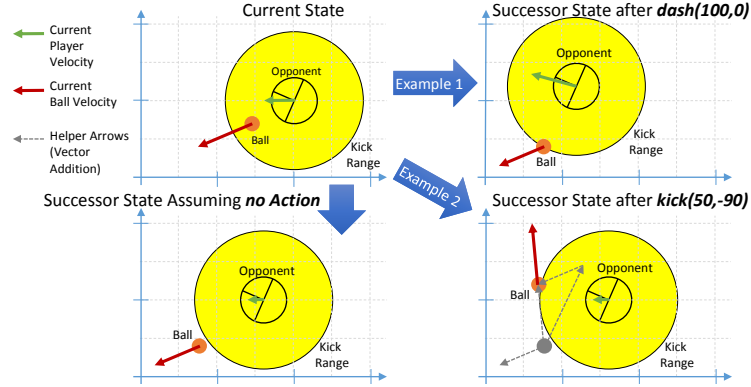 Current State
Successor State after dash(100,0)
Current
Player
Velocity
Current
Ball Velocity
Helper Arrows
(Vector
Addition)
Opponent
Ball
Kick
Range
Example 1
Opponent
Ball
Kick
Range
Example 2
Successor State Assuming no Action
Successor State after kick(50,-90)
Opponent
Ball
Kick
Range
Opponent
Ball
Kick
Range